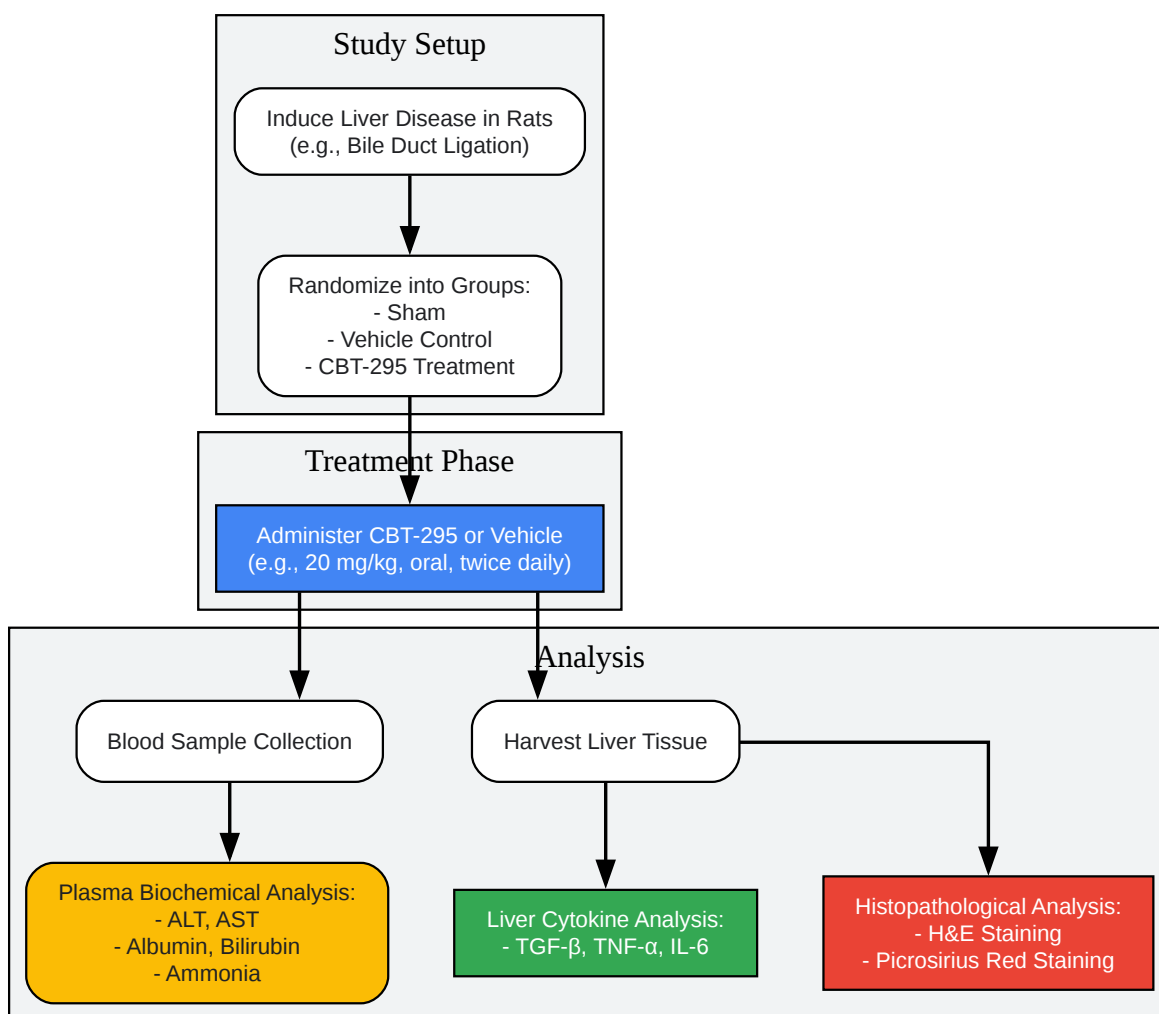 Study Setup
Induce Liver Disease in Rats
(e.g., Bile Duct Ligation)
Randomize into Groups:
- Sham
- Vehicle Control
- CBT-295 Treatment
Treatment Phase
Administer CBT-295 or Vehicle
(e.g., 20 mg/kg, oral, twice daily)
Analysis
Blood Sample Collection
Harvest Liver Tissue
Plasma Biochemical Analysis:
- ALT, AST
- Albumin, Bilirubin
- Ammonia
Liver Cytokine Analysis:
- TGF-β, TNF-α, IL-6
Histopathological Analysis:
- H&E Staining
- Picrosirius Red Staining